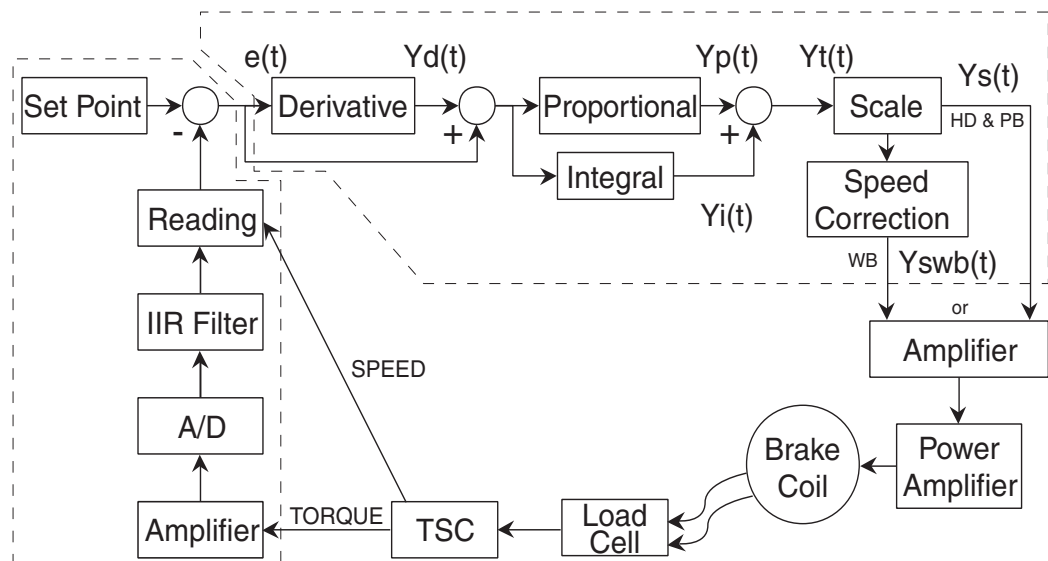 e(t)
Yd(t)
Yp(t)
Yt(t)
Ys(t)
Set Point
Derivative
Proportional
Scale
HD & PB
-
+
+
Integral
Yi(t)
Speed
Correction
WB
Yswb(t)
Reading
IIR Filter
SPEED
or
Amplifier
A/D
Brake
Coil
Power
Amplifier
Amplifier
TORQUE
TSC
Load
Cell